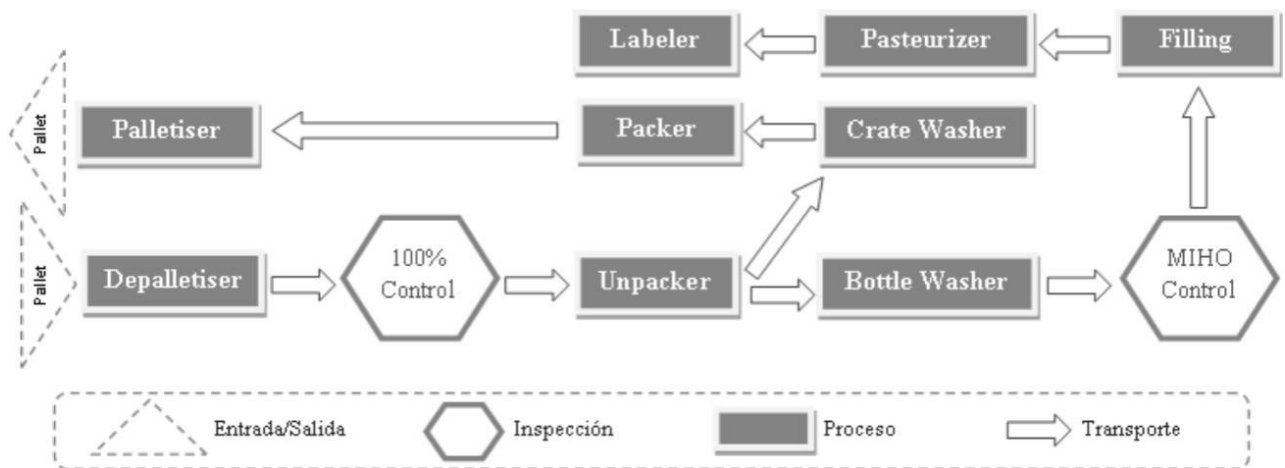 Labeler
Pasteurizer
Filling
Pallet
Palletiser
Packer
Crate Washer
Pallet
Depalletiser
100%
Control
Unpacker
Bottle Washer
MIHO
Control
Entrada/Salida
Inspección
Proceso
Transporte